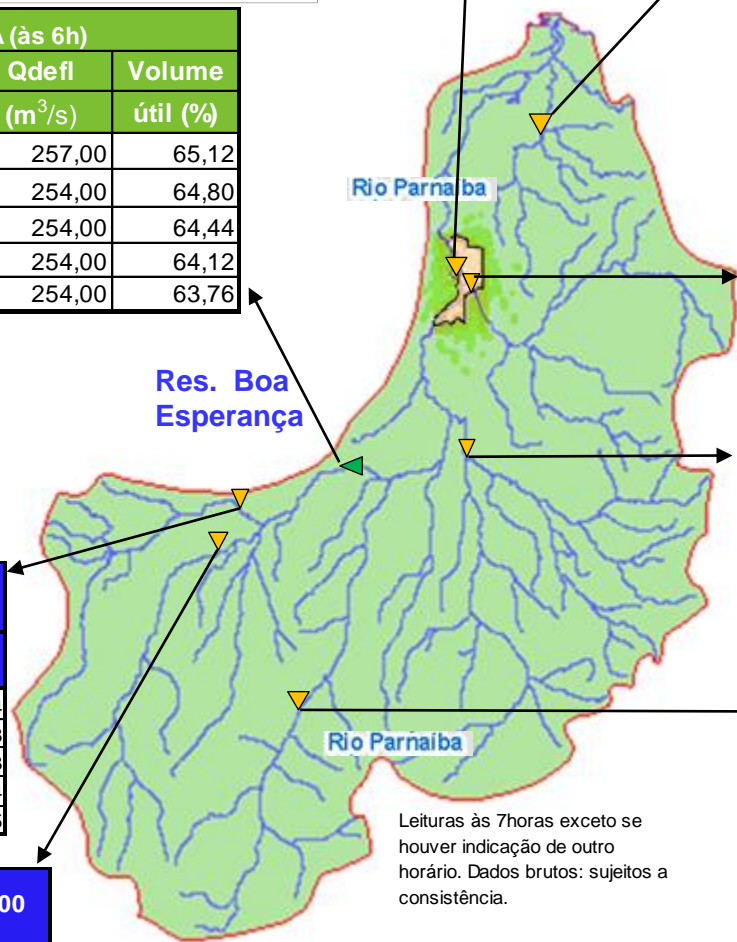 A (às 6h)
Qdefl Volume
(m³/s) útil (%)
257,00 65,12
254,00 64,80
254,00 64,44
254,00 64,12
254,00 63,76
Rio Parnaíba
Res. Boa
Esperança
Rio Parnaíba
Leituras às 7horas exceto se
houver indicação de outro
horário. Dados brutos: sujeitos a
consistência.
00